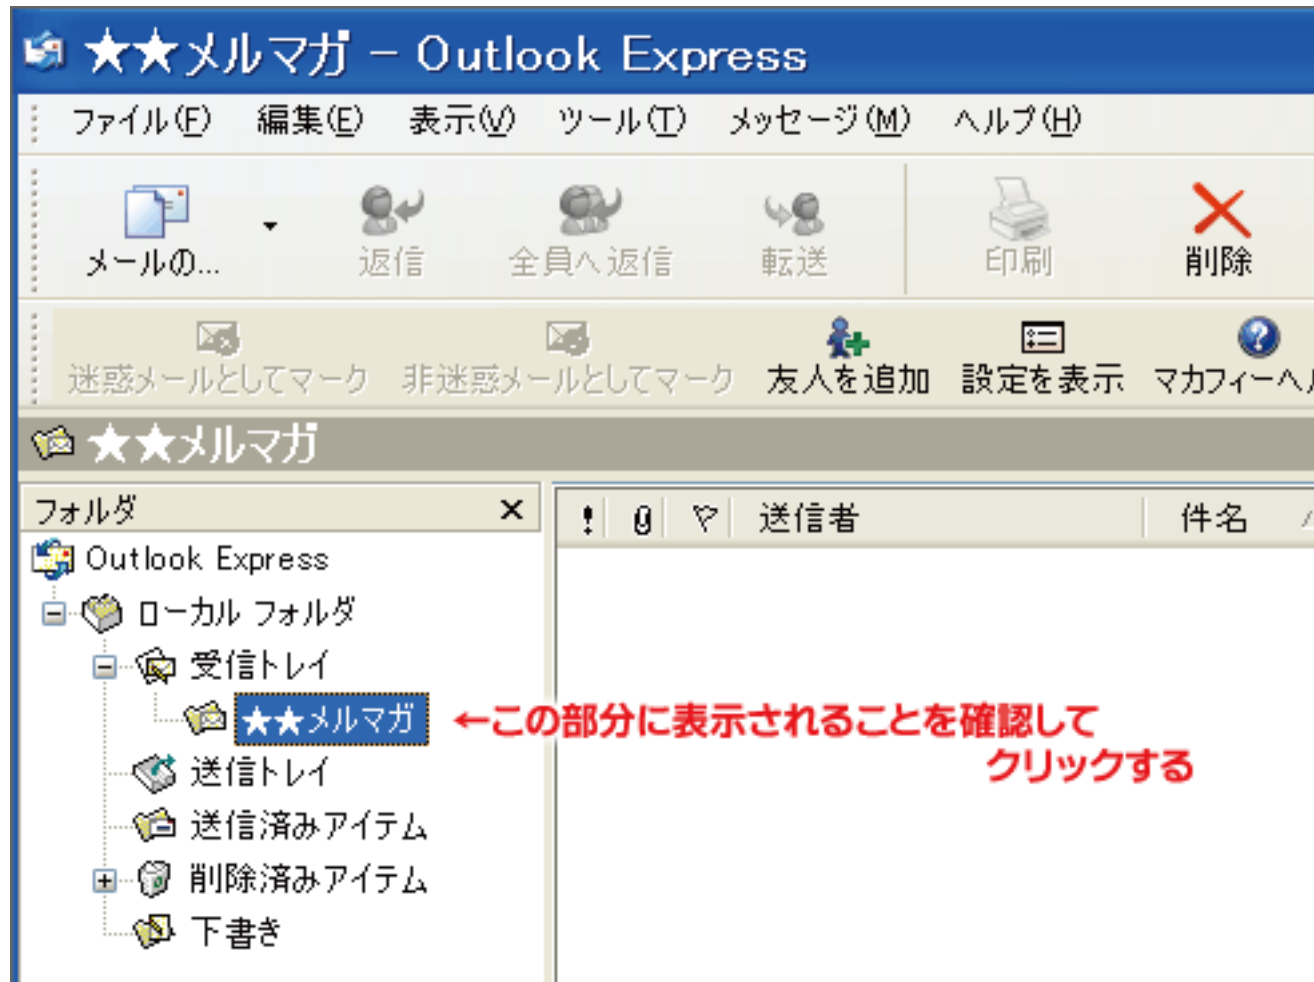 ★★メルマガ − Outlook Express
ファイル(F) 編集(E) 表示(V) ツール(T) メッセージ(M) ヘルプ(H)
メールの... 返信 全員へ返信 転送 印刷 削除
迷惑メールとしてマーク 非迷惑メールとしてマーク 友人を追加 設定を表示 マカフィーヘル
★★メルマガ
フォルダ ×
! 送信者 件名
Outlook Express
ローカル フォルダ
受信トレイ
★★メルマガ ←この部分に表示されることを確認して
クリックする
送信トレイ
送信済みアイテム
削除済みアイテム
下書き